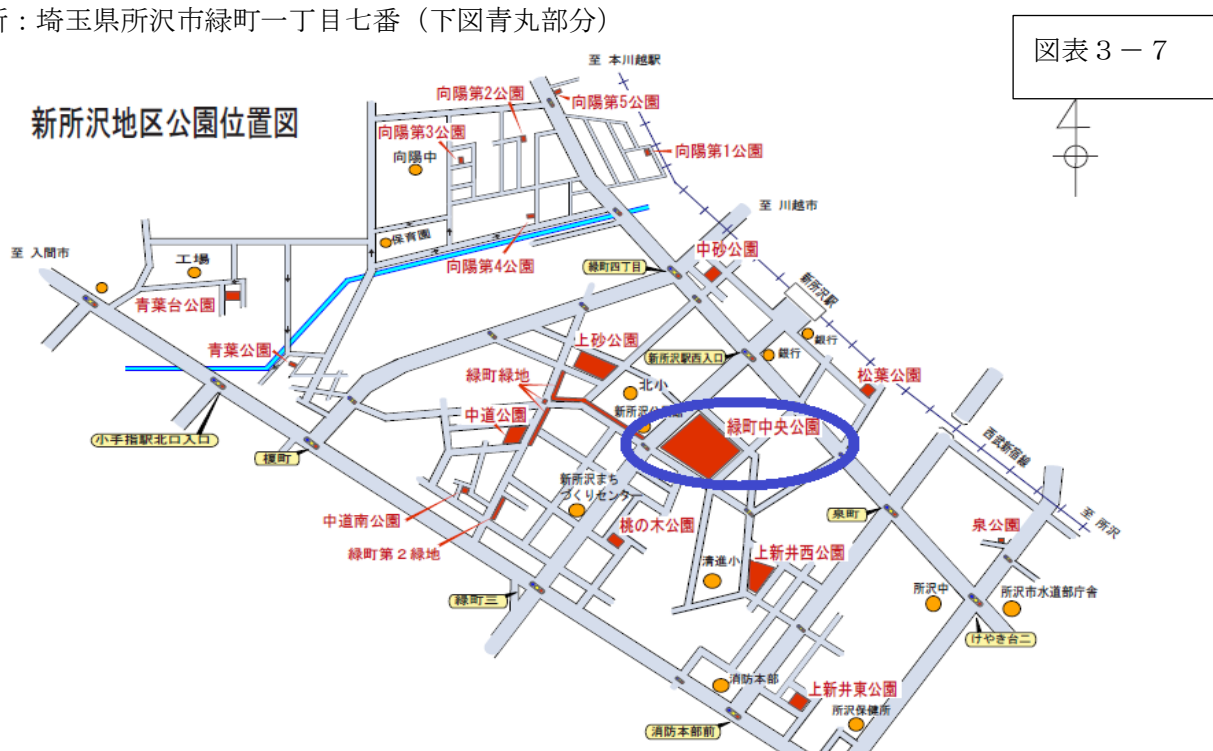 所：埼玉県所沢市緑町一丁目七番（下図青丸部分）
図表３－７
新所沢地区公園位置図
至 本川越駅
向陽第2公園
向陽第5公園
向陽第3公園
向陽中
向陽第1公園
至 川越市
保育園
中砂公園
至 入間市
工場
向陽第4公園
緑町四丁目
新所沢駅
青葉台公園
銀行
上砂公園
新所沢駅西入口
銀行
青葉公園
緑町緑地
北小
松葉公園
新所沢公民館
中道公園
緑町中央公園
小手指駅北口入口
榎町
西武新宿線
新所沢まち
づくりセンター
泉町
至 所沢
中道南公園
桃の木公園
泉公園
緑町第２緑地
上新井西公園
清進小
所沢中
所沢市水道部庁舎
緑町三
けやき台二
消防本部
上新井東公園
所沢保健所
消防本部前